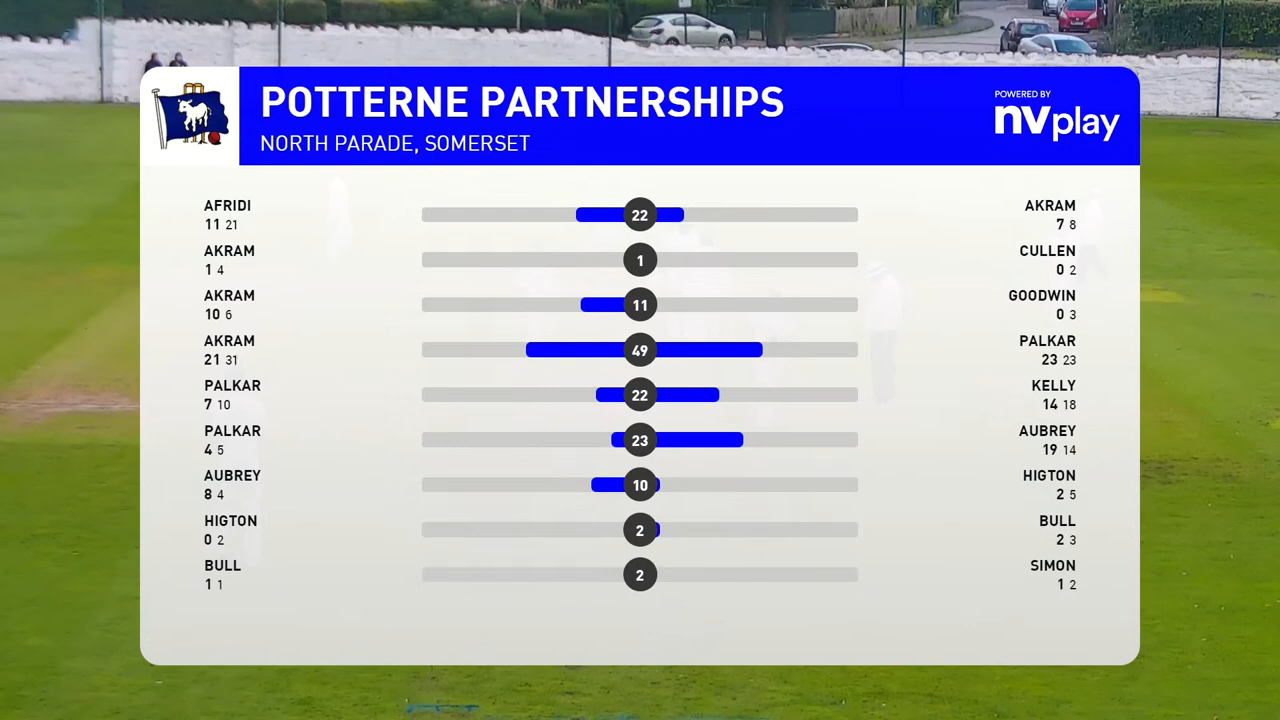 POTTERNE PARTNERSHIPS
NORTH PARADE, SOMERSET
POWERED BY
nvplay
AFRIDI
11 21
22
AKRAM
7 8
AKRAM
1 4
1
CULLEN
0 2
AKRAM
10 6
11
GOODWIN
0 3
AKRAM
21 31
49
PALKAR
23 23
PALKAR
7 10
22
KELLY
14 18
PALKAR
4 5
23
AUBREY
19 14
AUBREY
8 4
10
HIGTON
2 5
HIGTON
0 2
2
BULL
2 3
BULL
1 1
2
SIMON
1 2